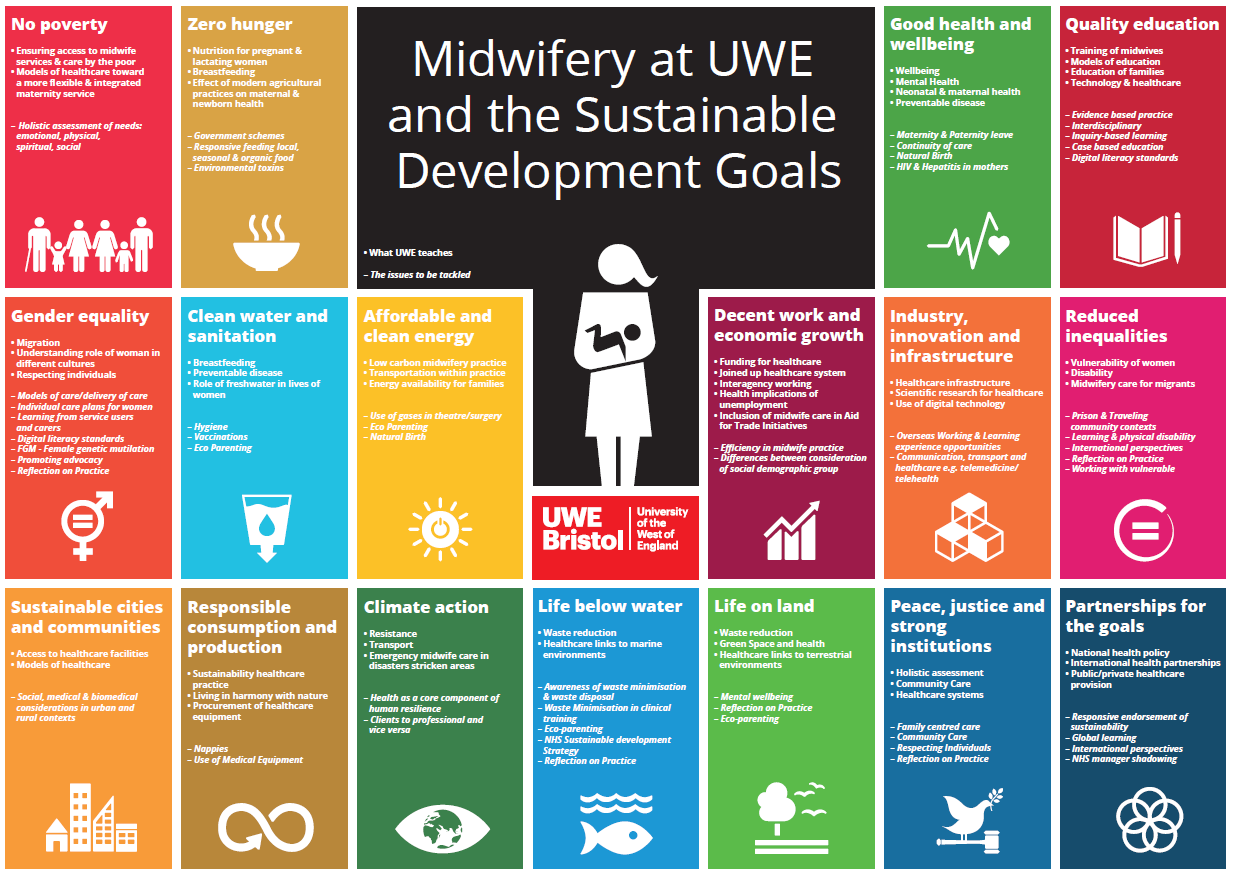 No poverty
• Ensuring access to midwife
services & care by the poor
• Models of healthcare toward
a more flexible & integrated
maternity service
– Holistic assessment of needs:
emotional, physical,
spiritual, social
Zero hunger
• Nutrition for pregnant &
lactating women
• Breastfeeding
• Effect of modern agricultural
practices on maternal &
newborn health
– Government schemes
– Responsive feeding local,
seasonal & organic food
– Environmental toxins
Midwifery at UWE
and the Sustainable
Development Goals
• What UWE teaches
– The issues to be tackled
Good health and
wellbeing
• Wellbeing
• Mental Health
• Neonatal & maternal health
• Preventable disease
– Maternity & Paternity leave
– Continuity of care
– Natural Birth
– HIV & Hepatitis in mothers
Quality education
• Training of midwives
• Models of education
• Education of families
• Technology & healthcare
– Evidence based practice
– Interdisciplinary
– Inquiry-based learning
– Case based education
– Digital literacy standards
Gender equality
• Migration
• Understanding role of woman in
different cultures
• Respecting individuals
– Models of care/delivery of care
– Individual care plans for women
– Learning from service users
and carers
– Digital literacy standards
– FGM - Female genetic mutilation
– Promoting advocacy
– Reflection on Practice
Clean water and
sanitation
• Breastfeeding
• Preventable disease
• Role of freshwater in lives of
women
– Hygiene
– Vaccinations
– Eco Parenting
Affordable and
clean energy
• Low carbon midwifery practice
• Transportation within practice
• Energy availability for families
– Use of gases in theatre/surgery
– Eco Parenting
– Natural Birth
UWE
Bristol
University
of the
West of
England
Decent work and
economic growth
• Funding for healthcare
• Joined up healthcare system
• Interagency working
• Health implications of
unemployment
• Inclusion of midwife care in Aid
for Trade Initiatives
– Efficiency in midwife practice
– Differences between consideration
of social demographic group
Industry,
innovation and
infrastructure
• Healthcare infrastructure
• Scientific research for healthcare
• Use of digital technology
– Overseas Working & Learning
experience opportunities
– Communication, transport and
healthcare e.g. telemedicine/
telehealth
Reduced
inequalities
• Vulnerability of women
• Disability
• Midwifery care for migrants
– Prison & Traveling
community contexts
– Learning & physical disability
– International perspectives
– Reflection on Practice
– Working with vulnerable
Sustainable cities
and communities
• Access to healthcare facilities
• Models of healthcare
– Social, medical & biomedical
considerations in urban and
rural contexts
Responsible
consumption and
production
• Sustainability healthcare
practice
• Living in harmony with nature
• Procurement of healthcare
equipment
– Nappies
– Use of Medical Equipment
Climate action
• Resistance
• Transport
• Emergency midwife care in
disasters stricken areas
– Health as a core component of
human resilience
– Clients to professional and
vice versa
Life below water
• Waste reduction
• Healthcare links to marine
environments
– Awareness of waste minimisation
& waste disposal
– Waste Minimisation in clinical
training
– Eco-parenting
– NHS Sustainable development
Strategy
– Reflection on Practice
Life on land
• Waste reduction
• Green Space and health
• Healthcare links to terrestrial
environments
– Mental wellbeing
– Reflection on Practice
– Eco-parenting
Peace, justice and
strong
institutions
• Holistic assessment
• Community Care
• Healthcare systems
– Family centred care
– Community Care
– Respecting Individuals
– Reflection on Practice
Partnerships for
the goals
• National health policy
• International health partnerships
• Public/private healthcare
provision
– Responsive endorsement of
sustainability
– Global learning
– International perspectives
– NHS manager shadowing